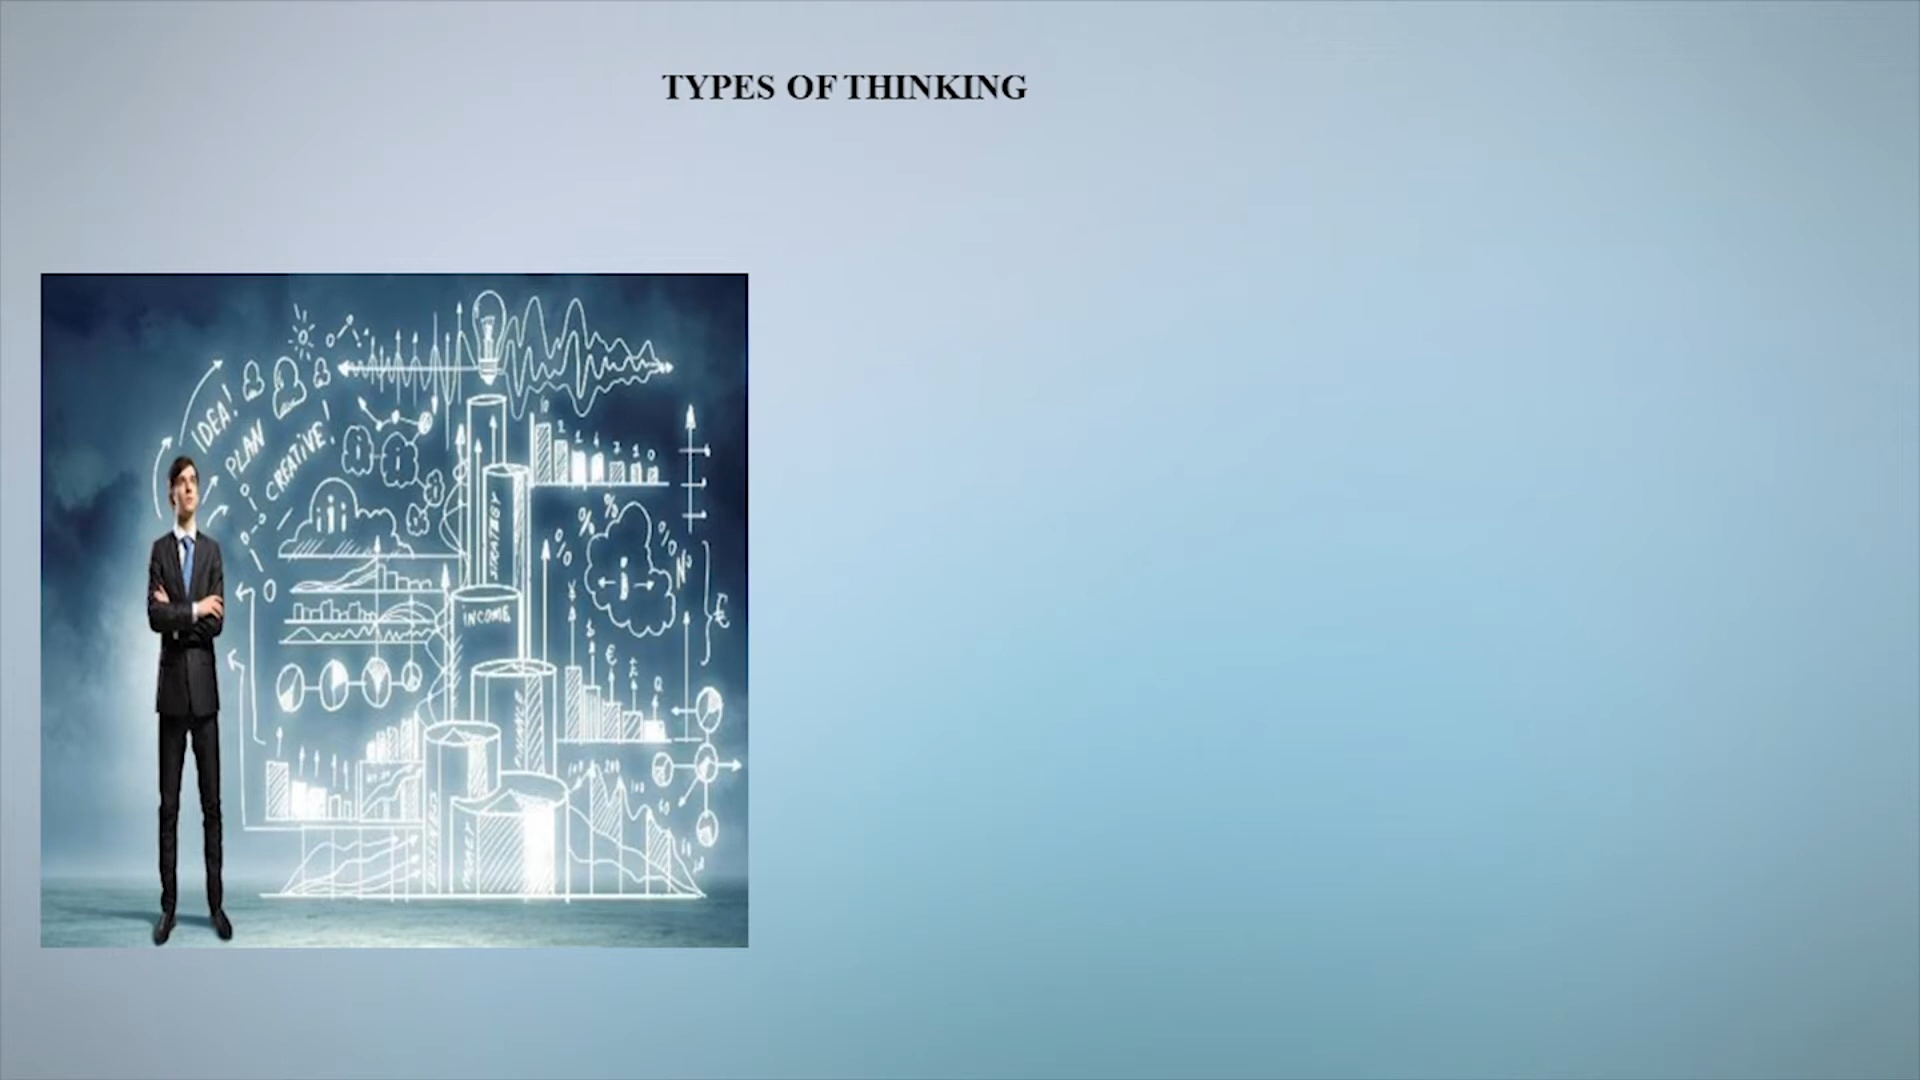 TYPES OF THINKING
IDEA!
PLAN
CREATIVE!
STRATEGY
INCOME